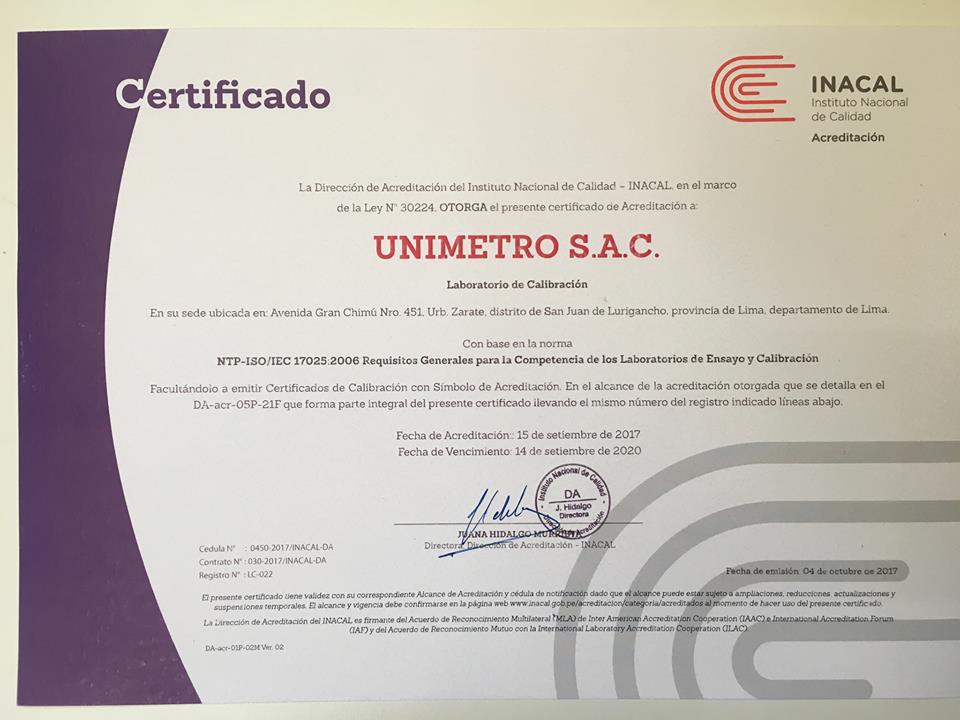 Certificado
INACAL
Instituto Nacional
de Calidad
Acreditación
La Dirección de Acreditación del Instituto Nacional de Calidad – INACAL, en el marco
de la Ley N° 30224, OTORGA el presente certificado de Acreditación a:
UNIMETRO S.A.C.
Laboratorio de Calibración
En su sede ubicada en: Avenida Gran Chimú Nro. 451, Urb. Zarate, distrito de San Juan de Lurigancho, provincia de Lima, departamento de Lima.
Con base en la norma
NTP-ISO/IEC 17025:2006 Requisitos Generales para la Competencia de los Laboratorios de Ensayo y Calibración
Facultándolo a emitir Certificados de Calibración con Símbolo de Acreditación. En el alcance de la acreditación otorgada que se detalla en el
DA-acr-05P-21F que forma parte integral del presente certificado llevando el mismo número del registro indicado líneas abajo.
Fecha de Acreditación:: 15 de setiembre de 2017
Fecha de Vencimiento: 14 de setiembre de 2020
Instituto Nacional de Calidad
DA
J. Hidalgo
Directora
Dirección de Acreditación
JUANA HIDALGO
Directora, Dirección de Acreditación - INACAL
Cedula N° : 0450-2017/INACAL-DA
Contrato N° : 030-2017/INACAL-DA
Registro N° : LC-022
Fecha de emisión: 04 de octubre de 2017
El presente certificado tiene validez con su correspondiente Alcance de Acreditación y cédula de notificación dado que el alcance puede estar sujeto a ampliaciones, reducciones, actualizaciones y
suspensiones temporales. El alcance y vigencia debe confirmarse en la página web www.inacal.gob.pe/acreditacion/categoria/acreditados al momento de hacer uso del presente certificado.
La Dirección de Acreditación del INACAL es firmante del Acuerdo de Reconocimiento Multilateral (MLA) de Inter American Accreditation Cooperation (IAAC) e International Accreditation Forum
(IAF) y del Acuerdo de Reconocimiento Mutuo con la International Laboratory Accreditation Cooperation (ILAC).
DA-acr-01P-02M Ver. 02